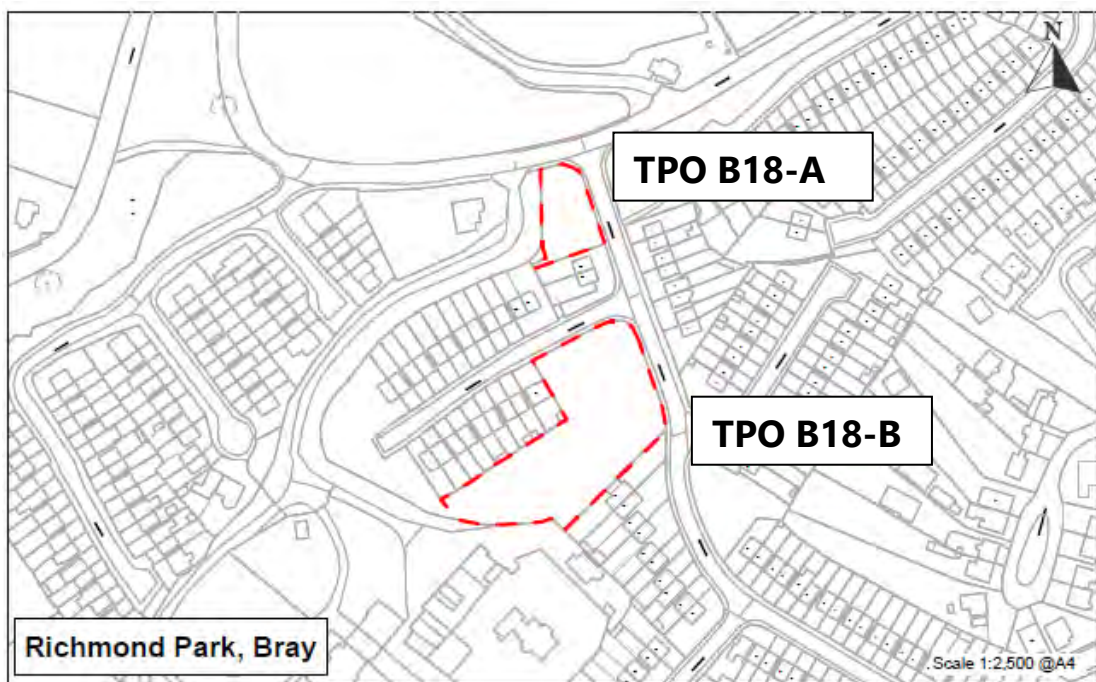 N
TPO B18-A
TPO B18-B
Richmond Park, Bray
Scale 1:2,500 @A4